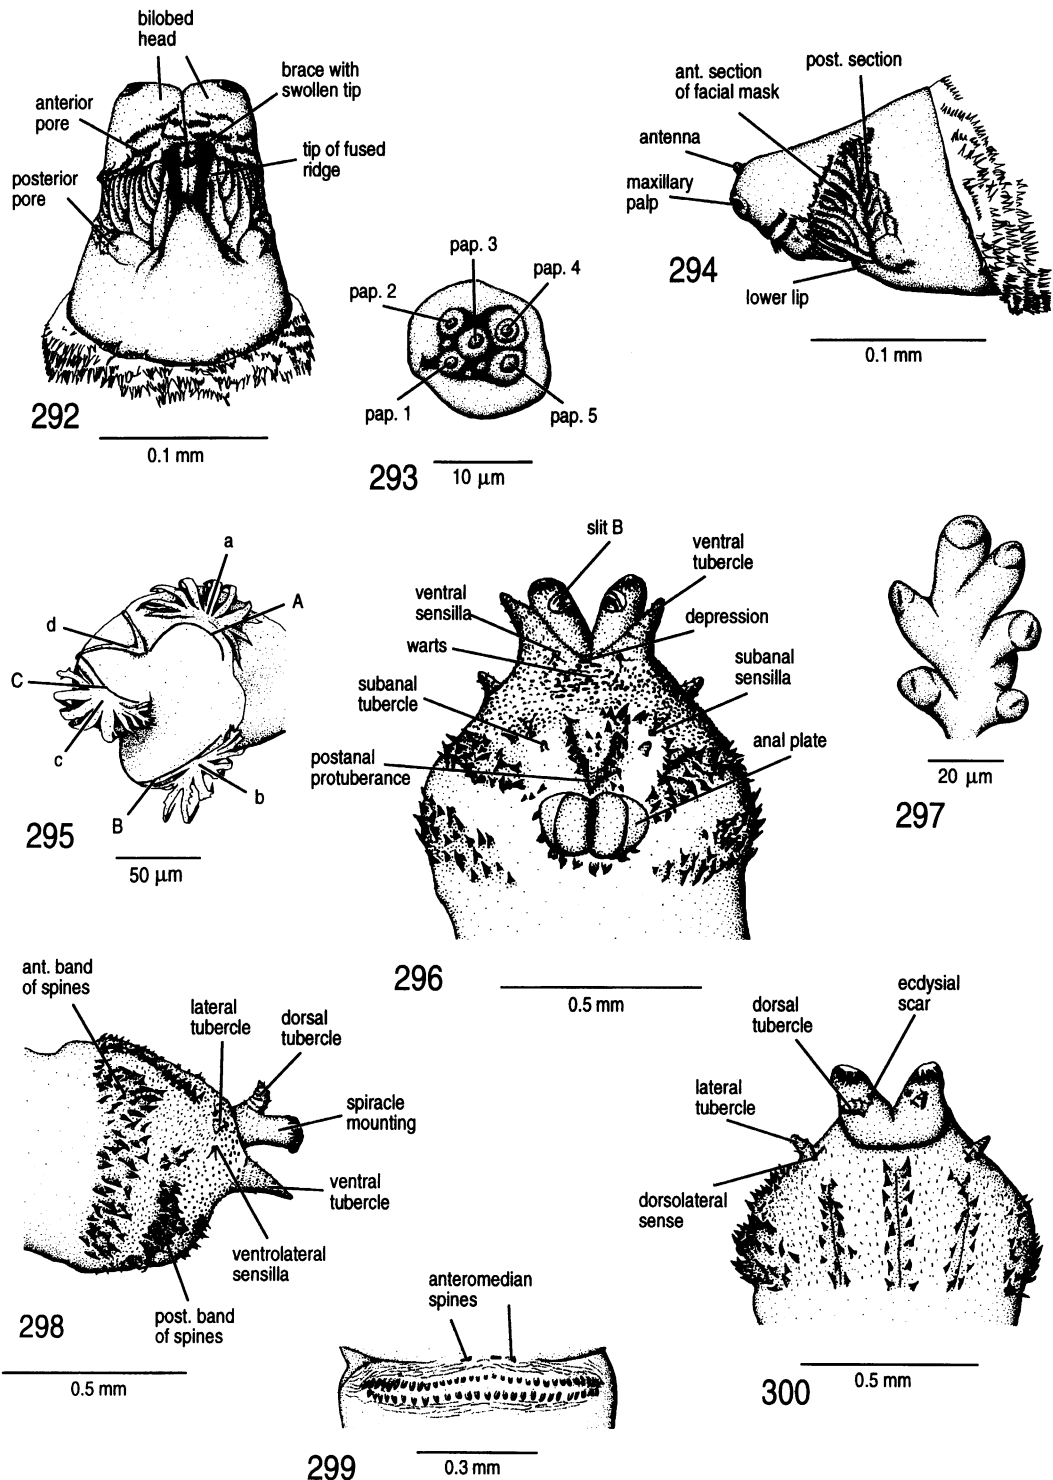 bilobed
head
brace with
swollen tip
anterior
pore
tip of fused
ridge
posterior
pore
292
0.1 mm
pap. 3
pap. 4
pap. 2
pap. 1
pap. 5
293
10 µm
post. section
ant. section
of facial mask
antenna
maxillary
palp
294
lower lip
0.1 mm
a
A
d
C
c
b
B
295
50 µm
slit B
ventral
tubercle
ventral
sensilla
depression
warts
subanal
sensilla
subanal
tubercle
anal plate
postanal
protuberance
296
0.5 mm
20 µm
297
ant. band
of spines
lateral
tubercle
dorsal
tubercle
spiracle
mounting
ventral
tubercle
ventrolateral
sensilla
post. band
of spines
298
0.5 mm
anteromedian
spines
299
0.3 mm
ecdysial
scar
dorsal
tubercle
lateral
tubercle
dorsolateral
sense
300
0.5 mm